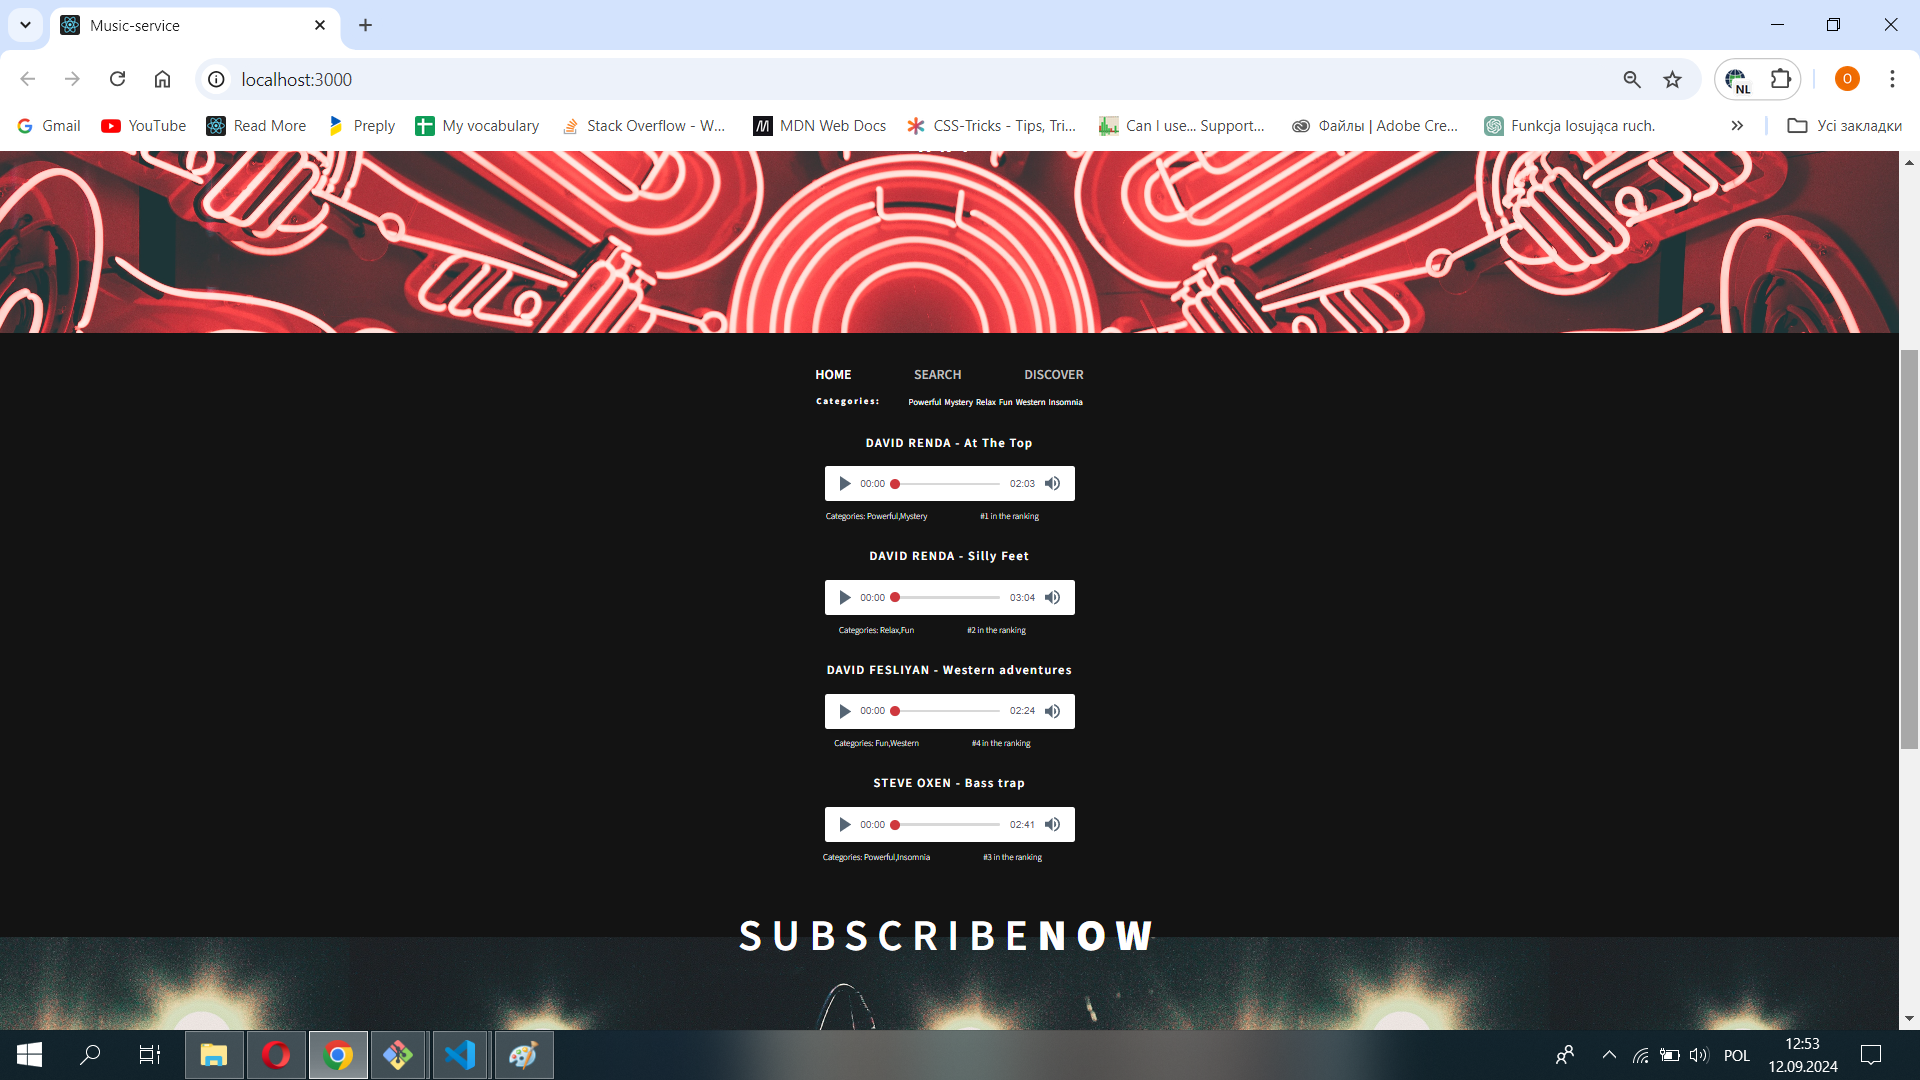 Music-service
localhost:3000
NL
O
Gmail
YouTube
Read More
Preply
My vocabulary
Stack Overflow - W...
MDN Web Docs
CSS-Tricks - Tips, Tri...
Can I use... Support...
Файлы | Adobe Cre...
Funkcja losująca ruch.
Усі закладки
HOME SEARCH DISCOVER
Categories: Powerful Mystery Relax Fun Western Insomnia
DAVID RENDA - At The Top
00:00 02:03
Categories: Powerful,Mystery #1 in the ranking
DAVID RENDA - Silly Feet
00:00 03:04
Categories: Relax,Fun #2 in the ranking
DAVID FESLIYAN - Western adventures
00:00 02:24
Categories: Fun,Western #4 in the ranking
STEVE OXEN - Bass trap
00:00 02:41
Categories: Powerful,Insomnia #3 in the ranking
SUBSCRIBENOW
POL
12:53
12.09.2024